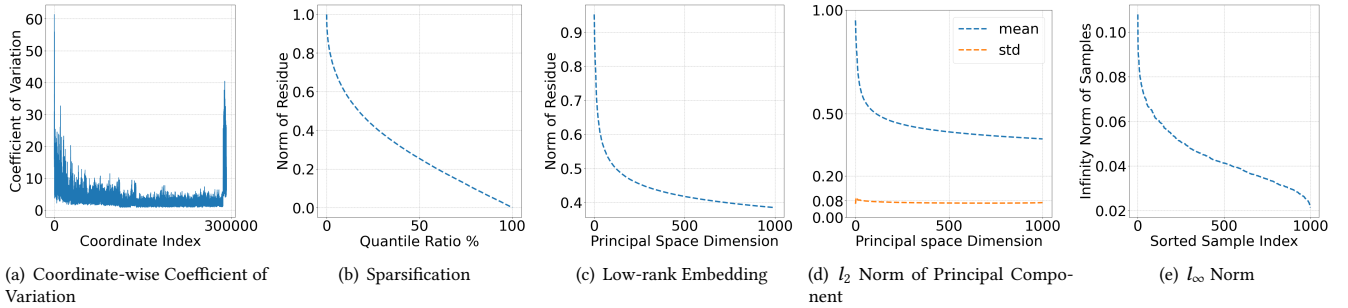 60
50
40
30
20
10
0
Coefficient of Variation
0
300000
Coordinate Index
(a) Coordinate-wise Coefficient of
Variation
1.0
0.8
0.6
0.4
0.2
0.0
Norm of Residue
0
50
100
Quantile Ratio %
(b) Sparsification
0.9
0.8
0.7
0.6
0.5
0.4
Norm of Residue
0
500
1000
Principal Space Dimension
(c) Low-rank Embedding
1.00
0.50
0.20
0.08
0.00
mean
std
0
500
1000
Principal space Dimension
(d) l₂ Norm of Principal Compo-
nent
0.10
0.08
0.06
0.04
0.02
Infinity Norm of Samples
0
500
1000
Sorted Sample Index
(e) l∞ Norm